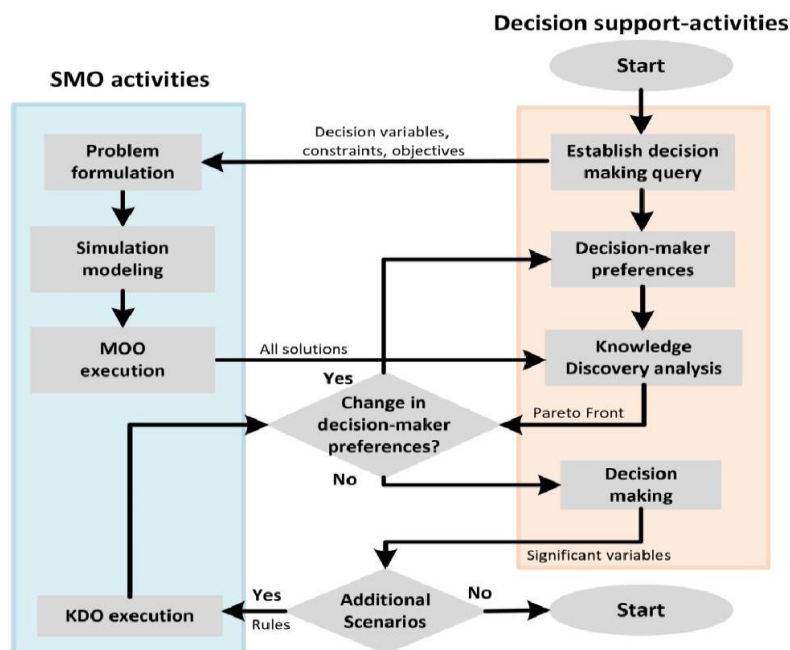 Decision support-activities
Start
SMO activities
Problem
formulation
Decision variables,
constraints, objectives
Establish decision
making query
Simulation
modeling
Decision-maker
preferences
MOO
execution
All solutions
Knowledge
Discovery analysis
Yes
Change in
decision-maker
preferences?
Pareto Front
No
Decision
making
Significant variables
KDO execution
Yes
Rules
Additional
Scenarios
No
Start